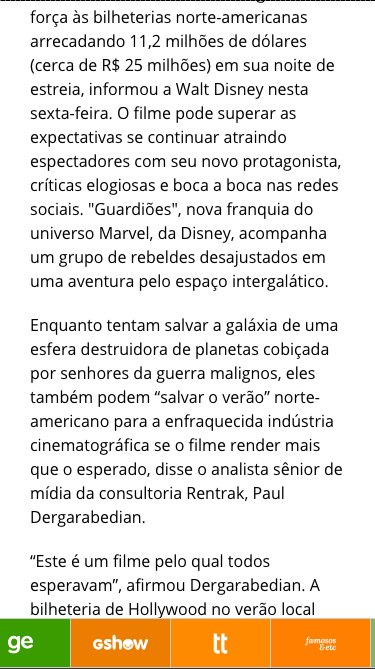 força às bilheterias norte-americanas
arrecadando 11,2 milhões de dólares
(cerca de R$ 25 milhões) em sua noite de
estreia, informou a Walt Disney nesta
sexta-feira. O filme pode superar as
expectativas se continuar atraindo
espectadores com seu novo protagonista,
críticas elogiosas e boca a boca nas redes
sociais. "Guardiões", nova franquia do
universo Marvel, da Disney, acompanha
um grupo de rebeldes desajustados em
uma aventura pelo espaço intergalático.
Enquanto tentam salvar a galáxia de uma
esfera destruidora de planetas cobiçada
por senhores da guerra malignos, eles
também podem “salvar o verão” norte-
americano para a enfraquecida indústria
cinematográfica se o filme render mais
que o esperado, disse o analista sênior de
mídia da consultoria Rentrak, Paul
Dergarabedian.
“Este é um filme pelo qual todos
esperavam”, afirmou Dergarabedian. A
bilheteria de Hollywood no verão local
ge gshow tt famosos
&etc